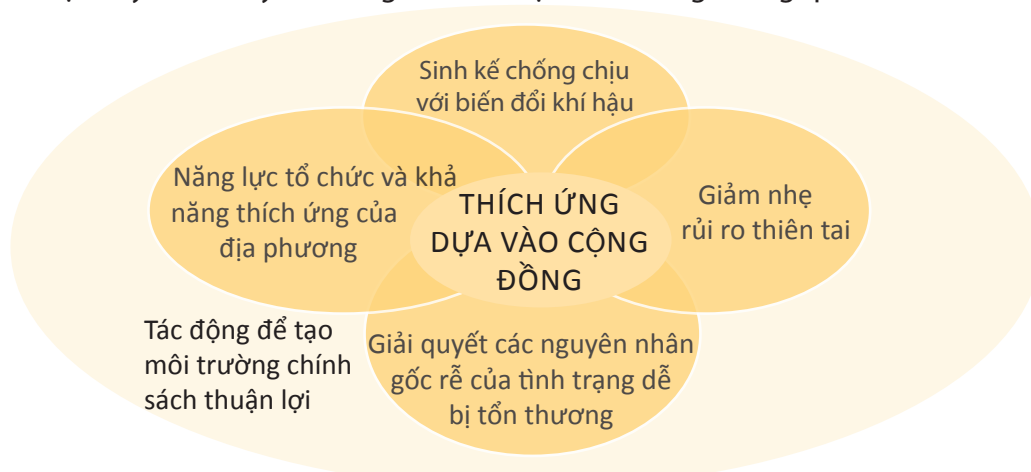 Sinh kế chống chịu
với biến đổi khí hậu
Năng lực tổ chức và khả
năng thích ứng của
địa phương
THÍCH ỨNG
DỰA VÀO CỘNG
ĐỒNG
Giảm nhẹ
rủi ro thiên tai
Tác động để tạo
môi trường chính
sách thuận lợi
Giải quyết các nguyên nhân
gốc rễ của tình trạng dễ
bị tổn thương